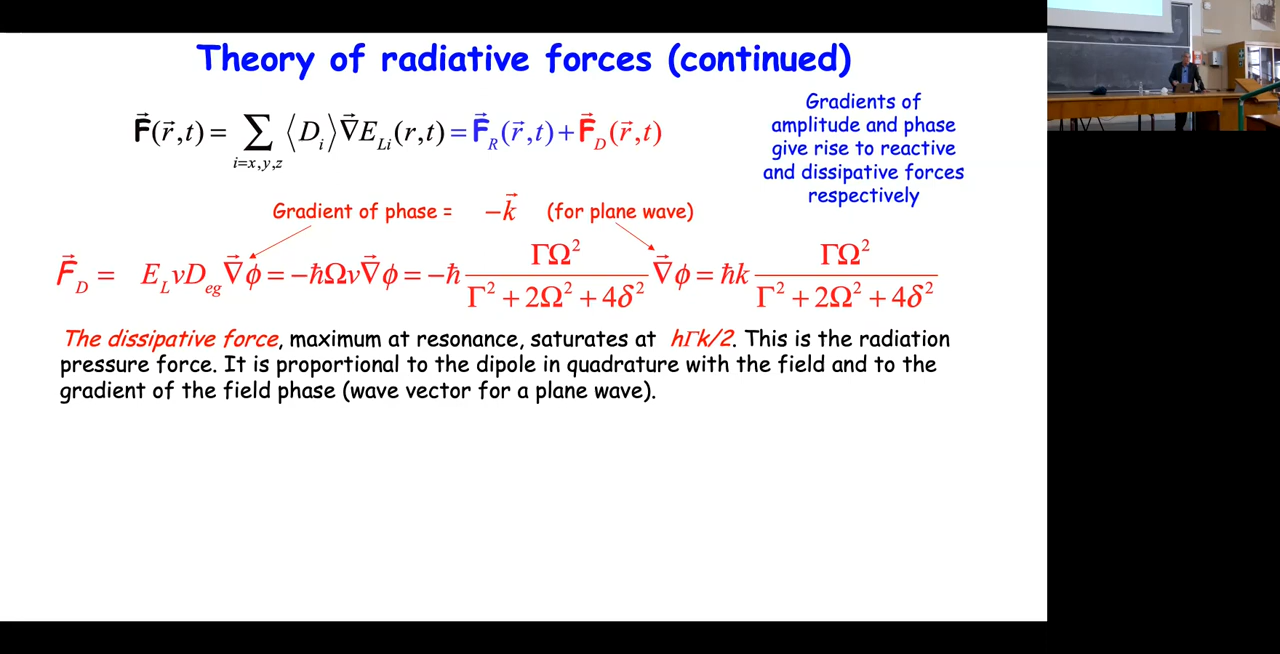 Theory of radiative forces (continued)
F⃗(r⃗,t) = ∑_{i=x,y,z} ⟨D_i⟩ ∇⃗E_{Li}(r,t) = F⃗_R(r⃗,t) + F⃗_D(r⃗,t)
Gradients of
amplitude and phase
give rise to reactive
and dissipative forces
respectively
Gradient of phase = −k⃗ (for plane wave)
F⃗_D = E_L v D_{eg} ∇⃗ϕ = −ℏΩv∇⃗ϕ = −ℏ ΓΩ²/(Γ² + 2Ω² + 4δ²) ∇⃗ϕ = ℏk ΓΩ²/(Γ² + 2Ω² + 4δ²)
The dissipative force, maximum at resonance, saturates at hΓk/2. This is the radiation
pressure force. It is proportional to the dipole in quadrature with the field and to the
gradient of the field phase (wave vector for a plane wave).